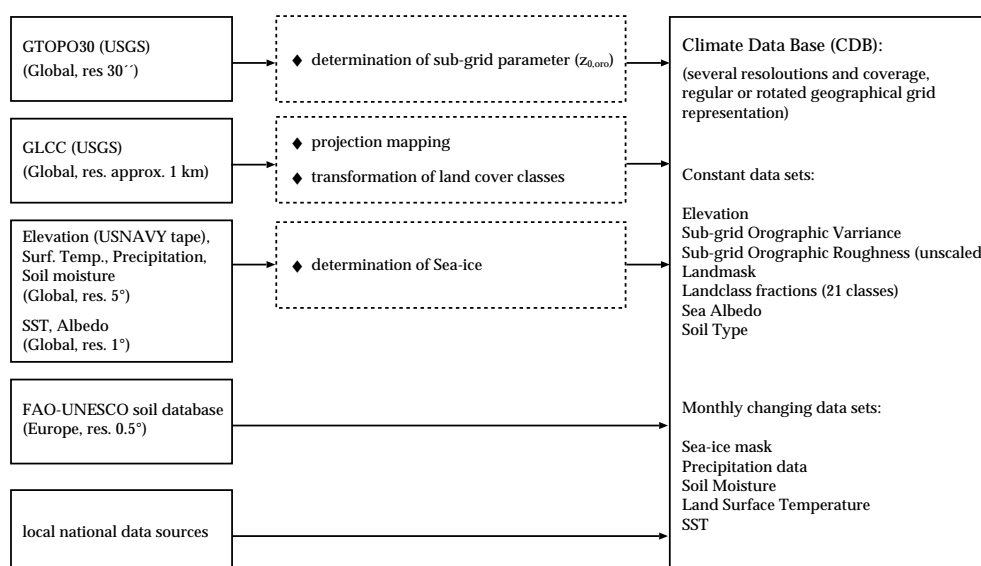 GTOPO30 (USGS)
(Global, res 30´´)
♦ determination of sub-grid parameter (z0,oro)
GLCC (USGS)
(Global, res. approx. 1 km)
♦ projection mapping
♦ transformation of land cover classes
Elevation (USNAVY tape),
Surf. Temp., Precipitation,
Soil moisture
(Global, res. 5°)
SST, Albedo
(Global, res. 1°)
♦ determination of Sea-ice
FAO-UNESCO soil database
(Europe, res. 0.5°)
local national data sources
Climate Data Base (CDB):
(several resoloutions and coverage,
regular or rotated geographical grid
representation)
Constant data sets:
Elevation
Sub-grid Orographic Varriance
Sub-grid Orographic Roughness (unscaled
Landmask
Landclass fractions (21 classes)
Sea Albedo
Soil Type
Monthly changing data sets:
Sea-ice mask
Precipitation data
Soil Moisture
Land Surface Temperature
SST